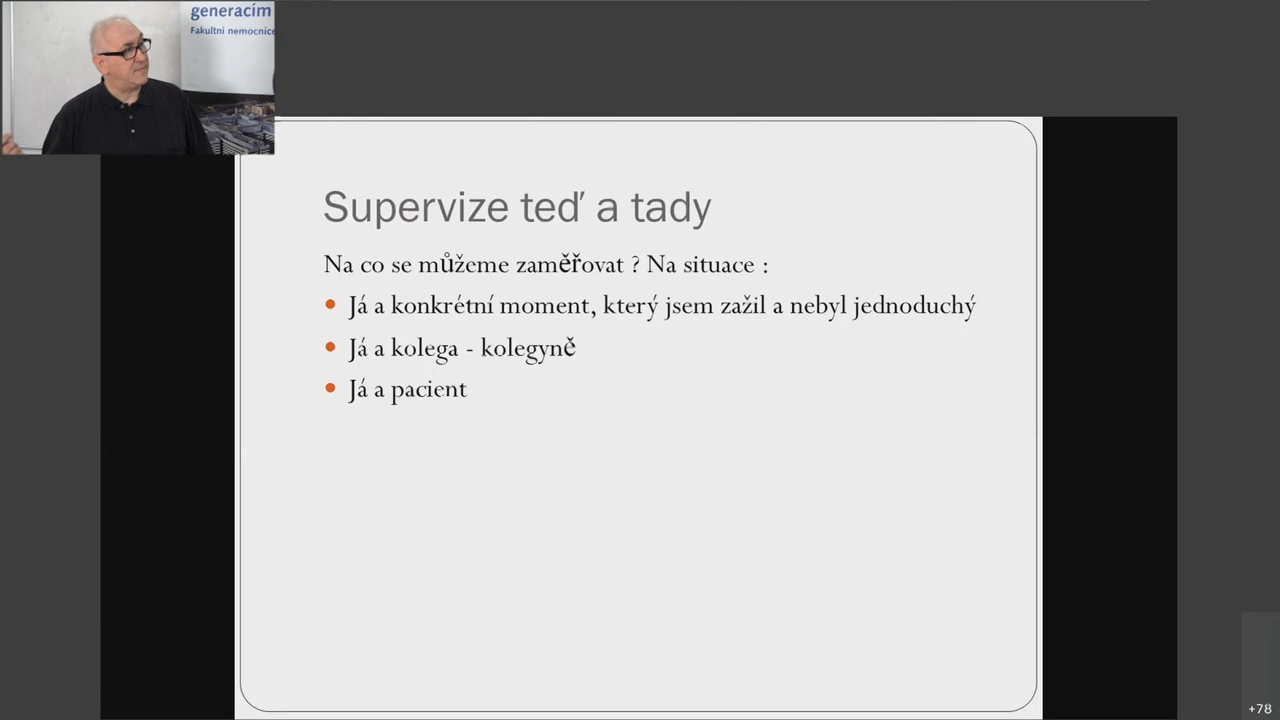 generacím
Fakultní nemocnice
Supervize teď a tady
Na co se můžeme zaměřovat ? Na situace :
Já a konkrétní moment, který jsem zažil a nebyl jednoduchý
Já a kolega - kolegyně
Já a pacient
+78